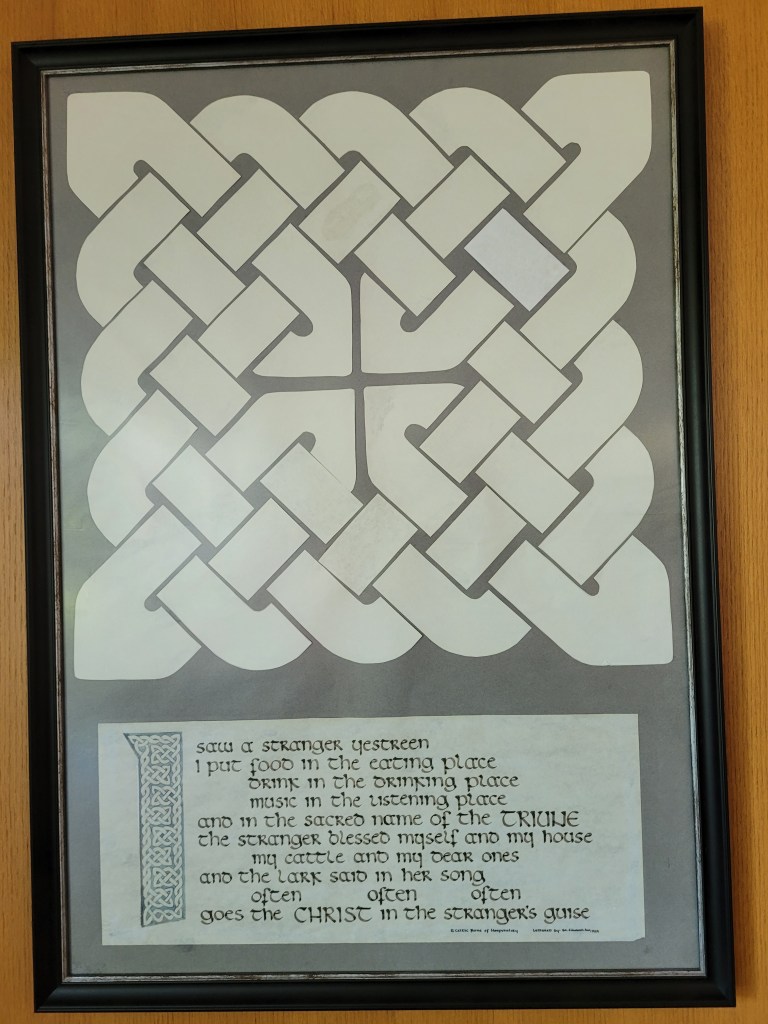 I saw a stranger yestreen
I put food in the eating place
drink in the drinking place
music in the listening place
and in the sacred name of the TRIUNE
the stranger blessed myself and my house
my cattle and my dear ones
and the lark said in her song
often often often
goes the CHRIST in the stranger's guise
A Celtic Rune of Hospitality